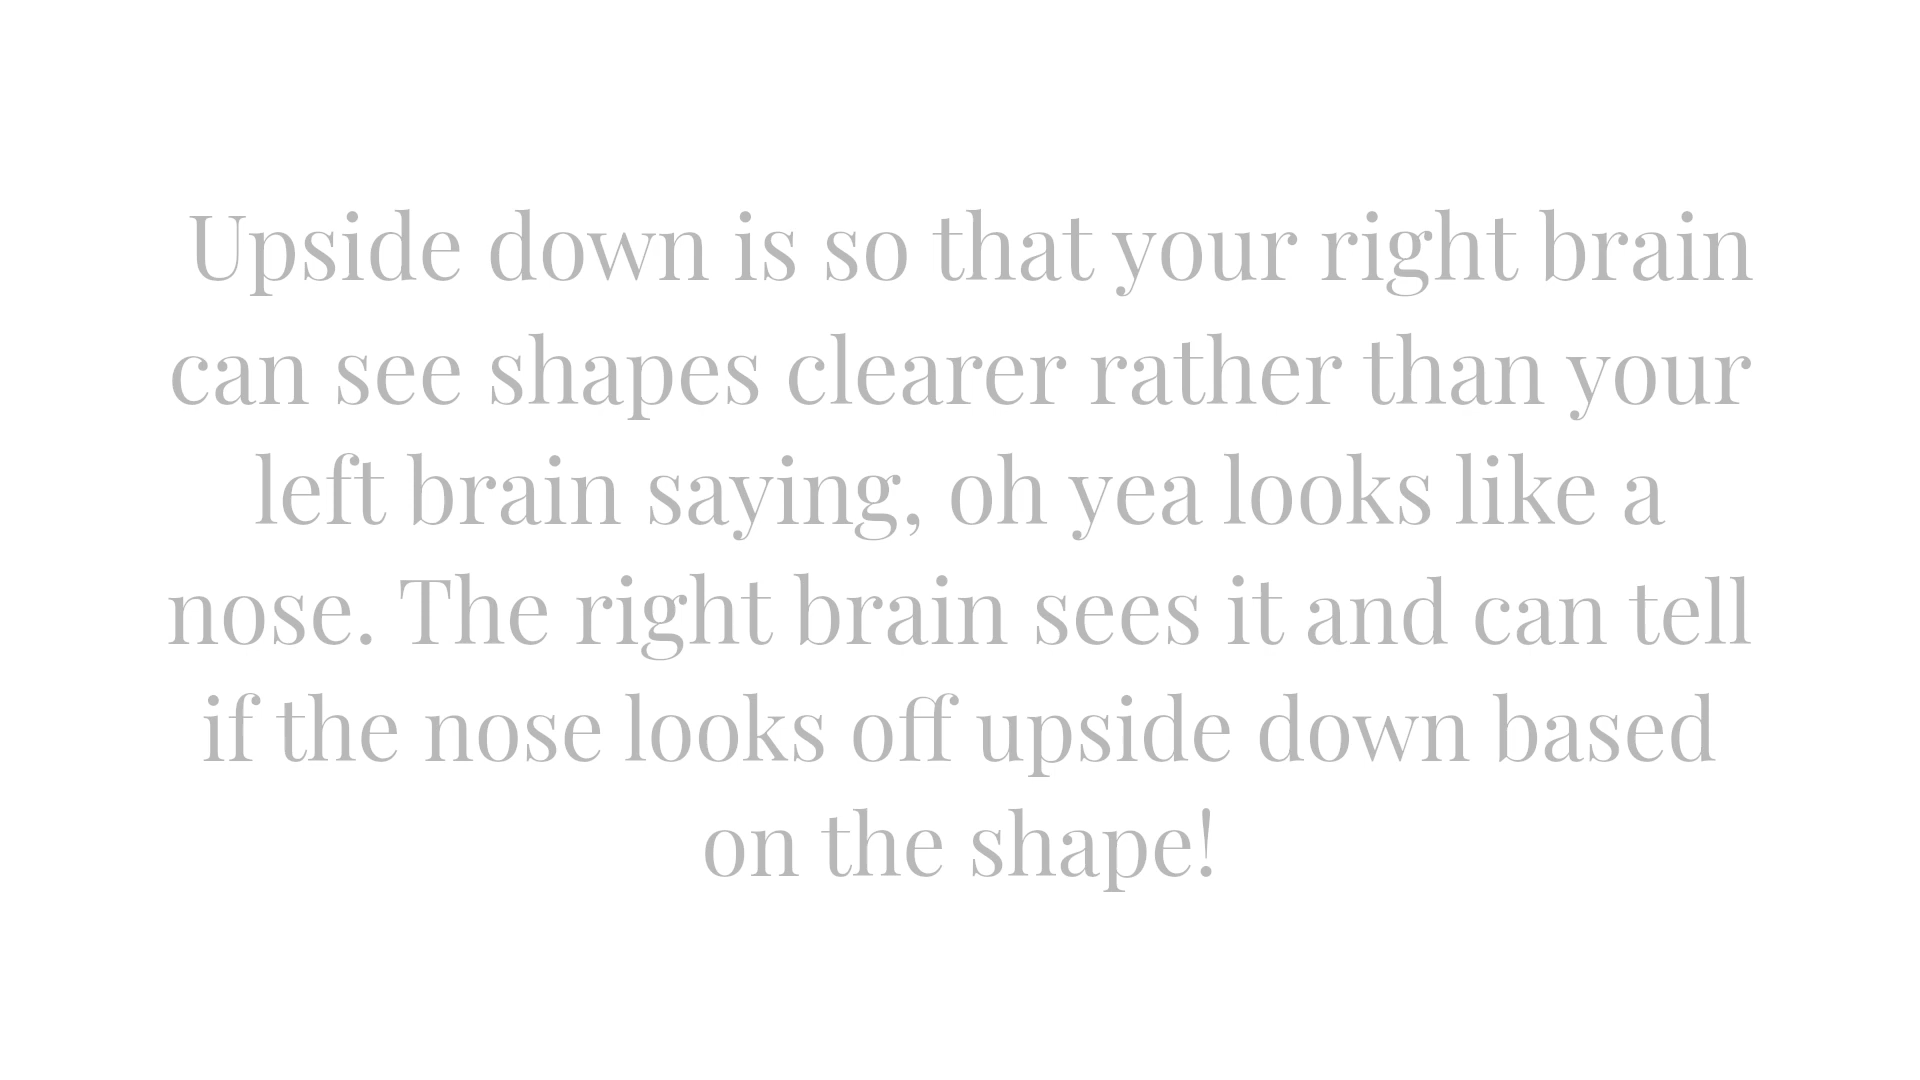 Upside down is so that your right brain
can see shapes clearer rather than your
left brain saying, oh yea looks like a
nose. The right brain sees it and can tell
if the nose looks off upside down based
on the shape!